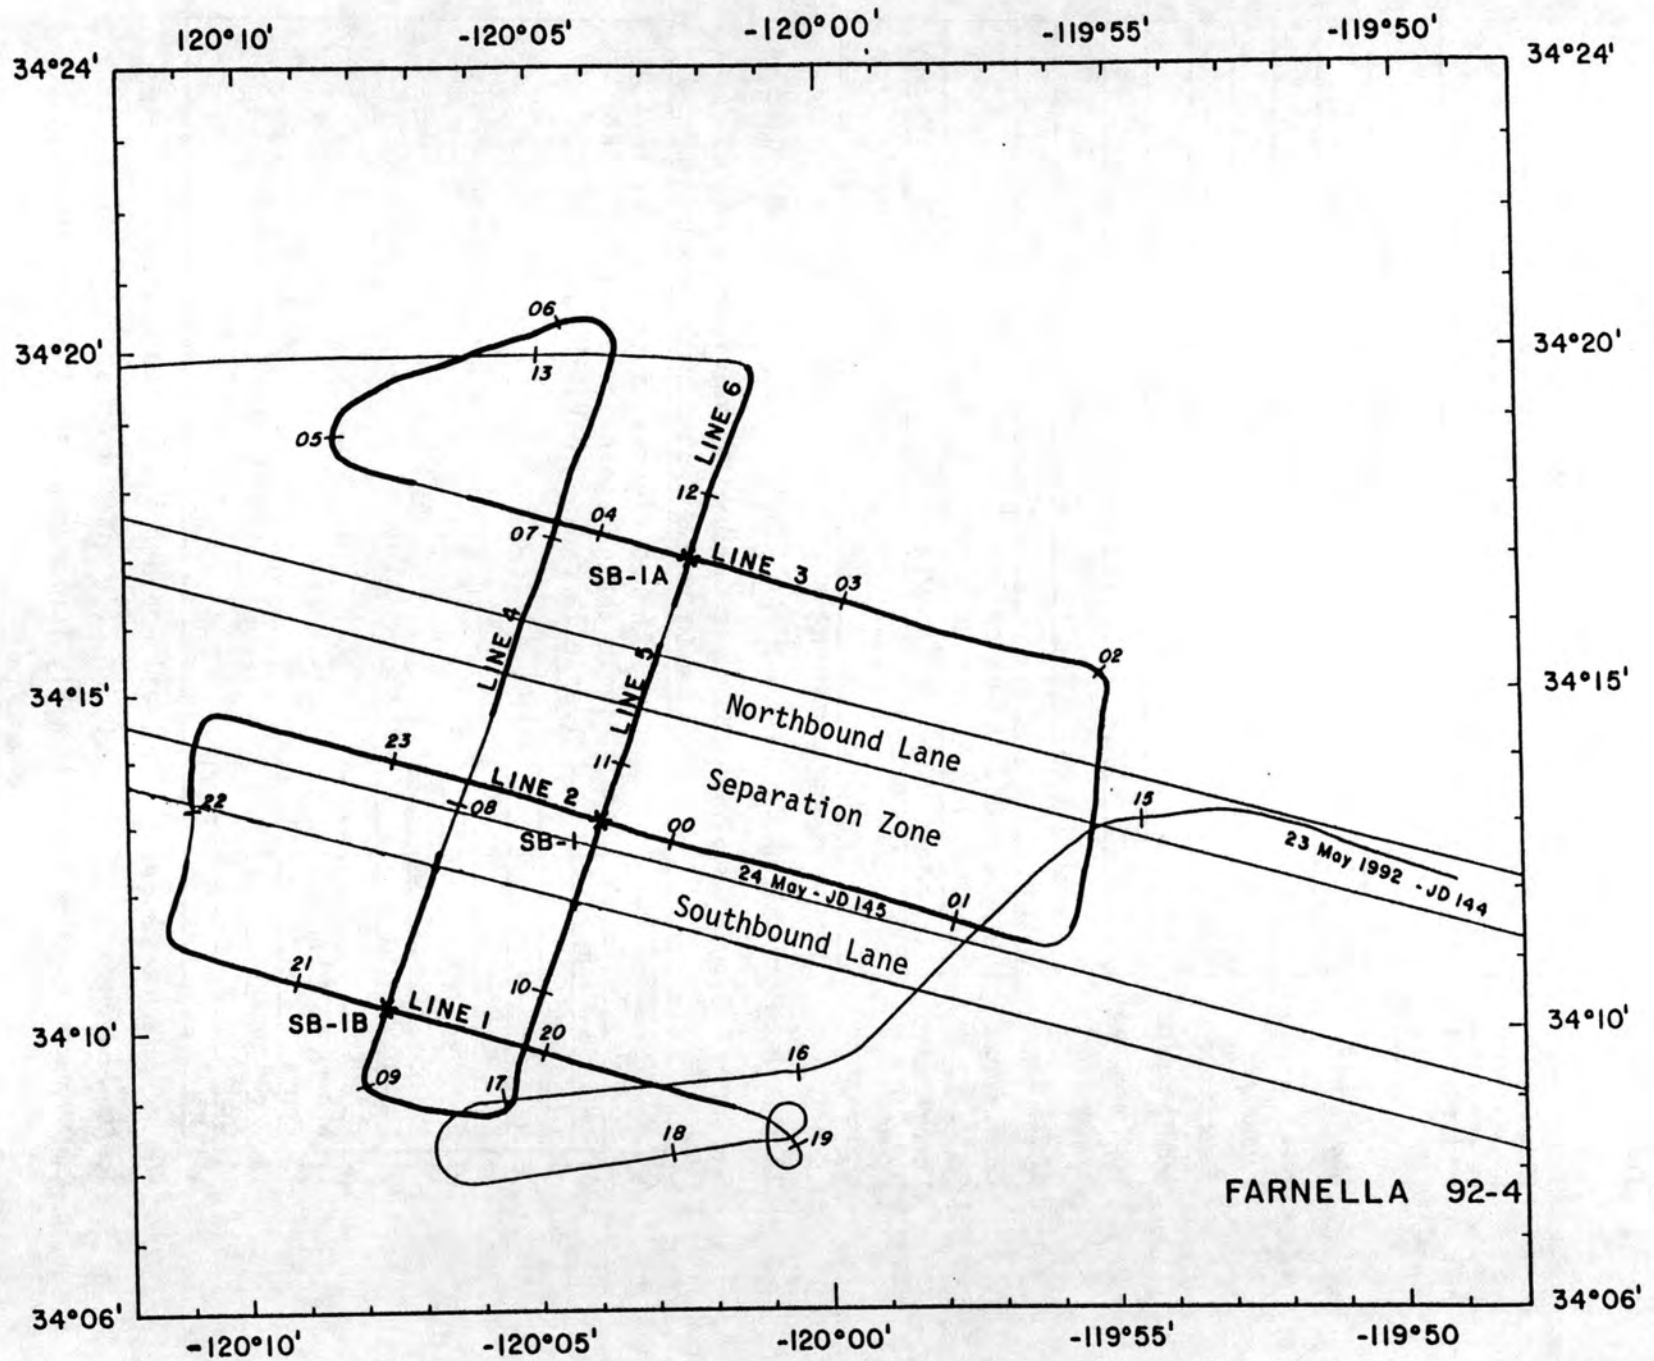 120°10' -120°05' -120°00' -119°55' -119°50'
34°24' 34°24'
06
34°20' 34°20'
13
LINE 6
05
12
04
07
LINE 3
SB-1A
03
02
LINE 4
LINE 5
34°15' 34°15'
Northbound Lane
23
11
LINE 2
Separation Zone
15
22
08
00
SB-1
23 May 1992 - JD 144
24 May - JD 145
01
Southbound Lane
21
10
LINE 1
SB-1B
34°10' 34°10'
20
16
09
17
18
19
FARNELLA 92-4
34°06' 34°06'
-120°10' -120°05' -120°00' -119°55' -119°50'